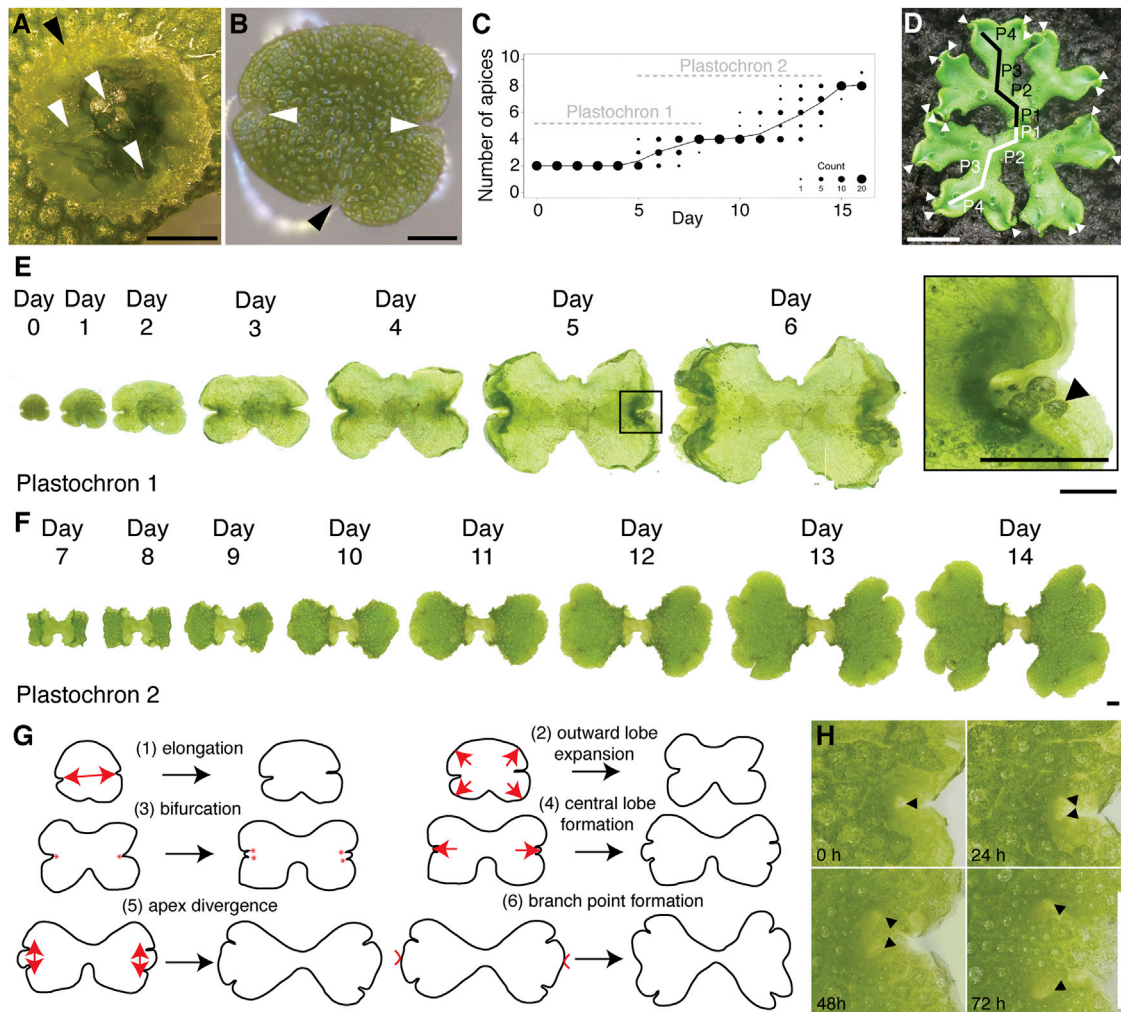 A
B
C
Plastochron 2
Plastochron 1
Number of apices
10
8
6
4
2
0
0
5
10
15
Day
Count
1 5 10 20
D
P4
P3
P2
P1
P1
P2
P3
P4
E
Day 0
Day 1
Day 2
Day 3
Day 4
Day 5
Day 6
Plastochron 1
F
Day 7
Day 8
Day 9
Day 10
Day 11
Day 12
Day 13
Day 14
Plastochron 2
G
(1) elongation
(2) outward lobe
expansion
(3) bifurcation
(4) central lobe
formation
(5) apex divergence
(6) branch point formation
H
0 h
24 h
48h
72 h